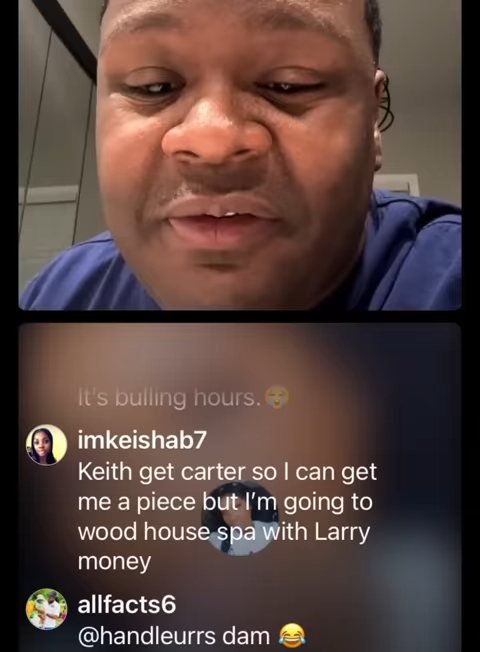 It's bulling hours.😭
imkeishab7
Keith get carter so I can get
me a piece but I'm going to
wood house spa with Larry
money
allfacts6
@handleurrs dam 😂